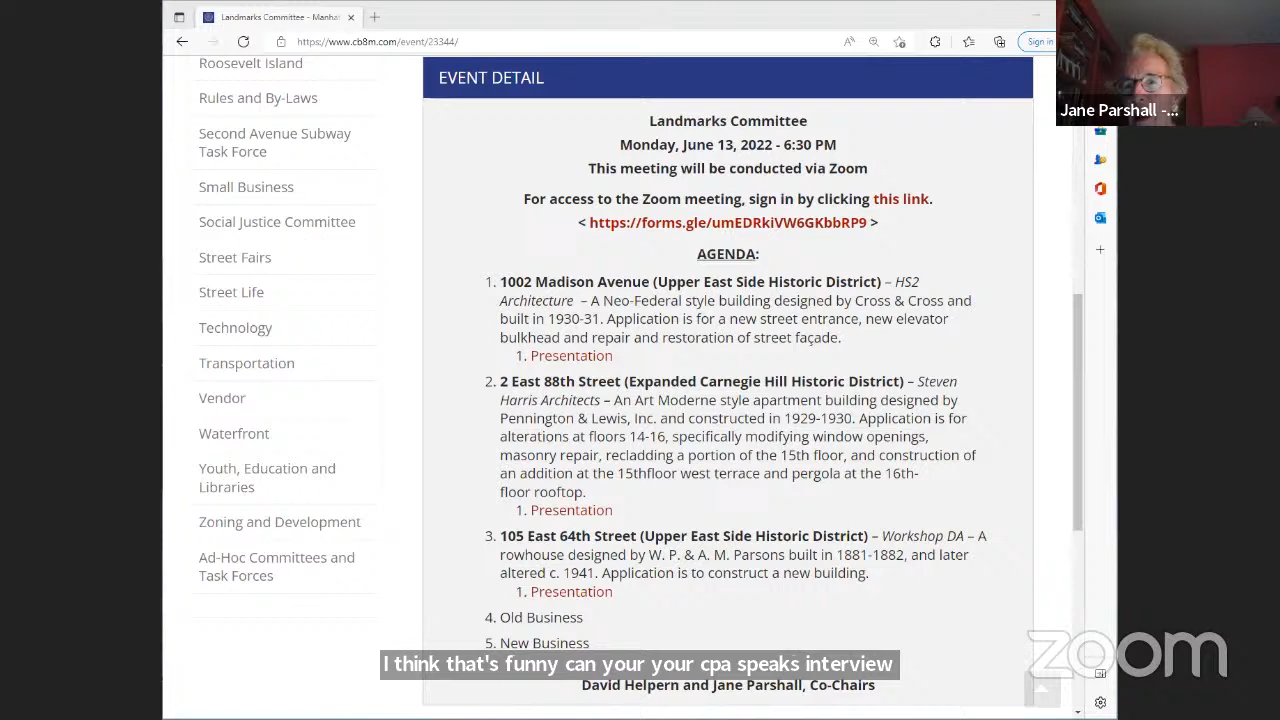 Landmarks Committee - Manhat
https://www.cb8m.com/event/23344/
Sign in
Jane Parshall -...
Roosevelt Island
Rules and By-Laws
Second Avenue Subway
Task Force
Small Business
Social Justice Committee
Street Fairs
Street Life
Technology
Transportation
Vendor
Waterfront
Youth, Education and
Libraries
Zoning and Development
Ad-Hoc Committees and
Task Forces
EVENT DETAIL
Landmarks Committee
Monday, June 13, 2022 - 6:30 PM
This meeting will be conducted via Zoom
For access to the Zoom meeting, sign in by clicking this link.
< https://forms.gle/umEDRkiVW6GKbbRP9 >
AGENDA:
1. 1002 Madison Avenue (Upper East Side Historic District) – HS2
Architecture – A Neo-Federal style building designed by Cross & Cross and
built in 1930-31. Application is for a new street entrance, new elevator
bulkhead and repair and restoration of street façade.
1. Presentation
2. 2 East 88th Street (Expanded Carnegie Hill Historic District) – Steven
Harris Architects – An Art Moderne style apartment building designed by
Pennington & Lewis, Inc. and constructed in 1929-1930. Application is for
alterations at floors 14-16, specifically modifying window openings,
masonry repair, recladding a portion of the 15th floor, and construction of
an addition at the 15thfloor west terrace and pergola at the 16th-
floor rooftop.
1. Presentation
3. 105 East 64th Street (Upper East Side Historic District) – Workshop DA – A
rowhouse designed by W. P. & A. M. Parsons built in 1881-1882, and later
altered c. 1941. Application is to construct a new building.
1. Presentation
4. Old Business
5. New Business
I think that's funny can your your cpa speaks interview
David Helpern and Jane Parshall, Co-Chairs
zoom